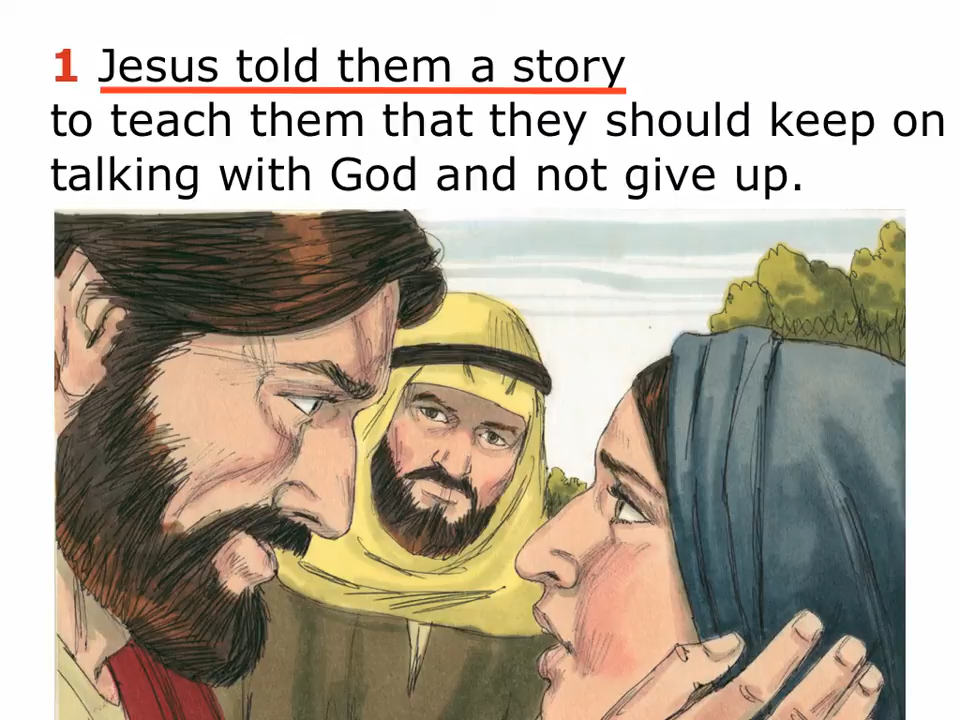 1 Jesus told them a story
to teach them that they should keep on
talking with God and not give up.